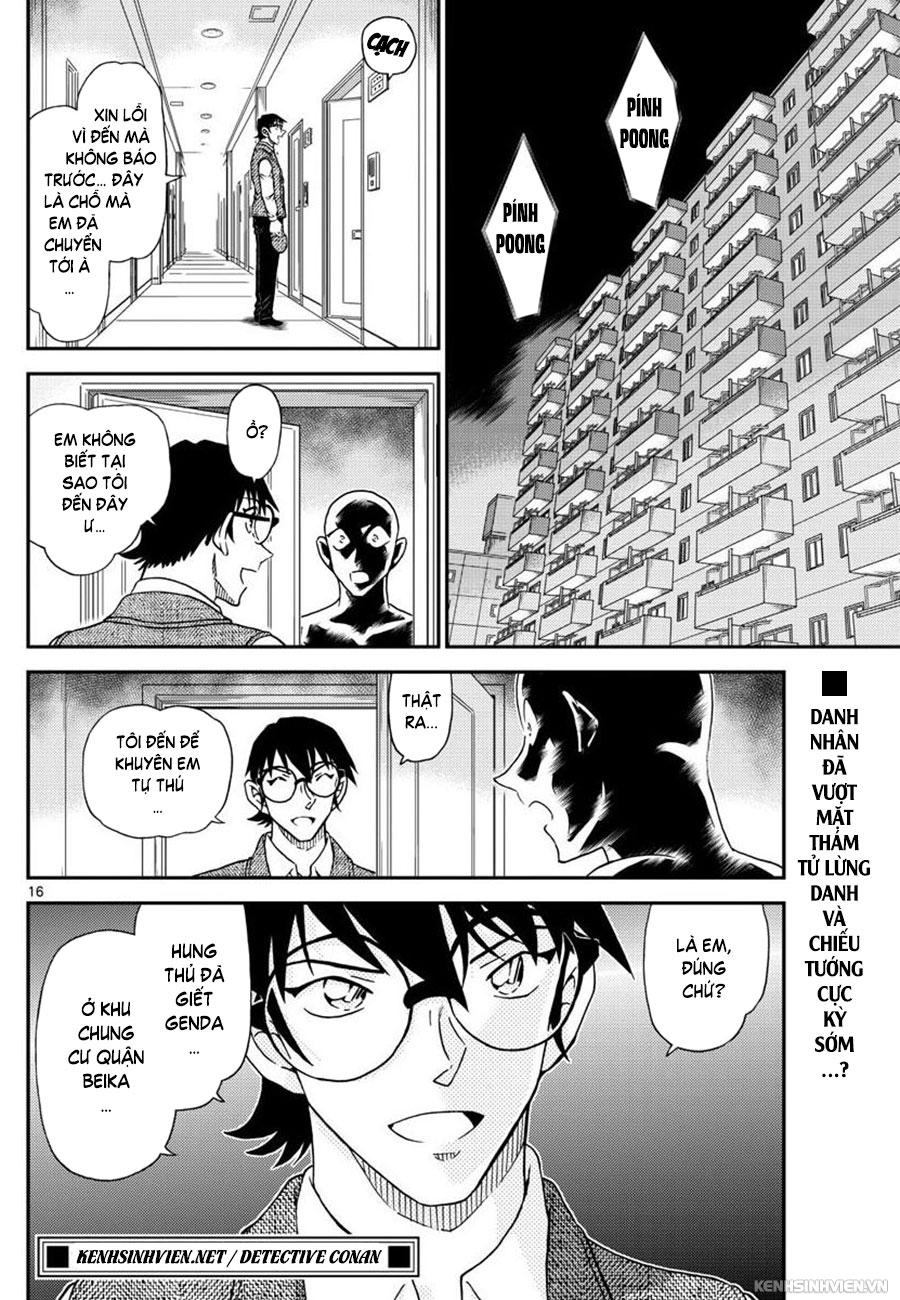 PÍNH
POONG
PÍNH
POONG
CẠCH
XIN LỖI
VÌ ĐẾN MÀ
KHÔNG BÁO
TRƯỚC... ĐÂY
LÀ CHỖ MÀ
EM ĐÃ
CHUYỂN
TỚI À
...
Ồ?
EM KHÔNG
BIẾT TẠI
SAO TÔI
ĐẾN ĐÂY
Ư...
THẬT
RA...
TÔI ĐẾN ĐỂ
KHUYÊN EM
TỰ THÚ
...
DANH
NHÂN
ĐÃ
VƯỢT
MẶT
THÁM
TỬ LỪNG
DANH
VÀ
CHIẾU
TƯỚNG
CỰC
KỲ
SỚM
...?
16
LÀ EM,
ĐÚNG
CHỨ?
HUNG
THỦ ĐÃ
GIẾT
GENDA
...
Ở KHU
CHUNG
CƯ QUẬN
BEIKA
...
KENHSINHVIEN.NET / DETECTIVE CONAN
KENHSINHVIEN.VN